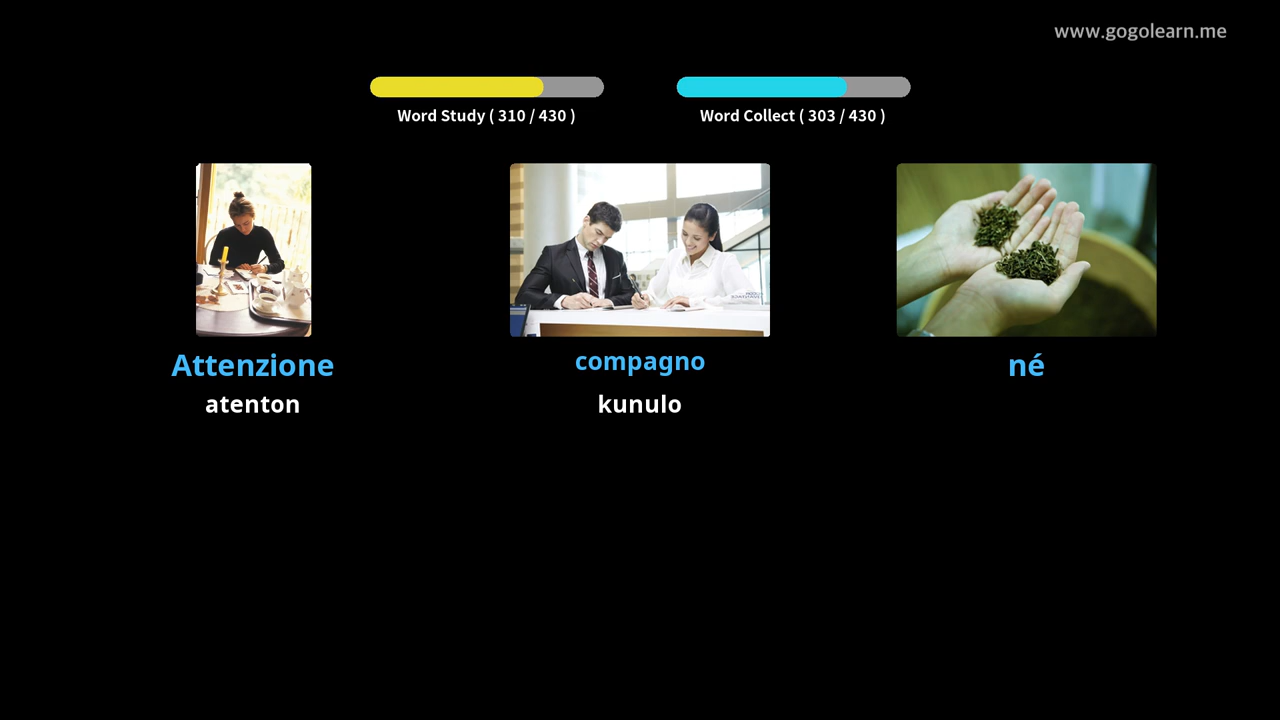 www.gogolearn.me
Word Study ( 310 / 430 )
Word Collect ( 303 / 430 )
Attenzione
compagno
né
atenton
kunulo